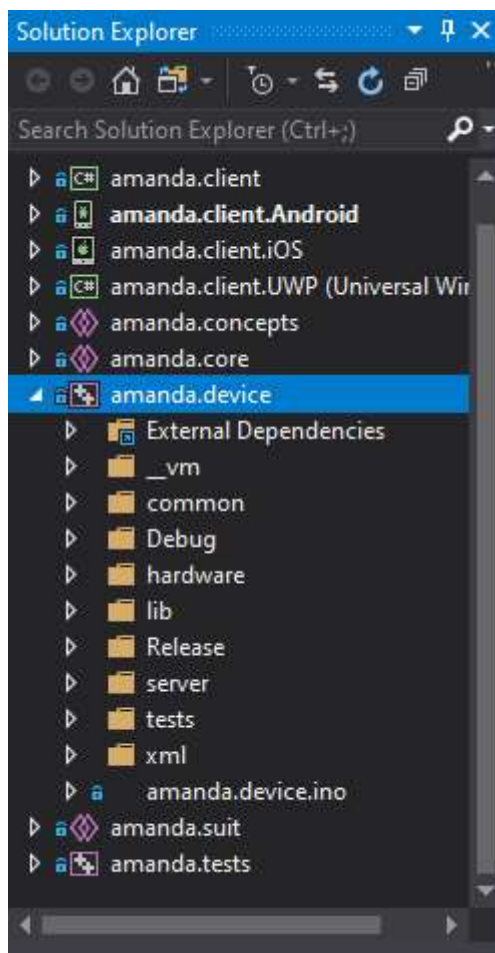 Solution Explorer
Search Solution Explorer (Ctrl+;)
amanda.client
amanda.client.Android
amanda.client.iOS
amanda.client.UWP (Universal Wir
amanda.concepts
amanda.core
amanda.device
External Dependencies
__vm
common
Debug
hardware
lib
Release
server
tests
xml
amanda.device.ino
amanda.suit
amanda.tests